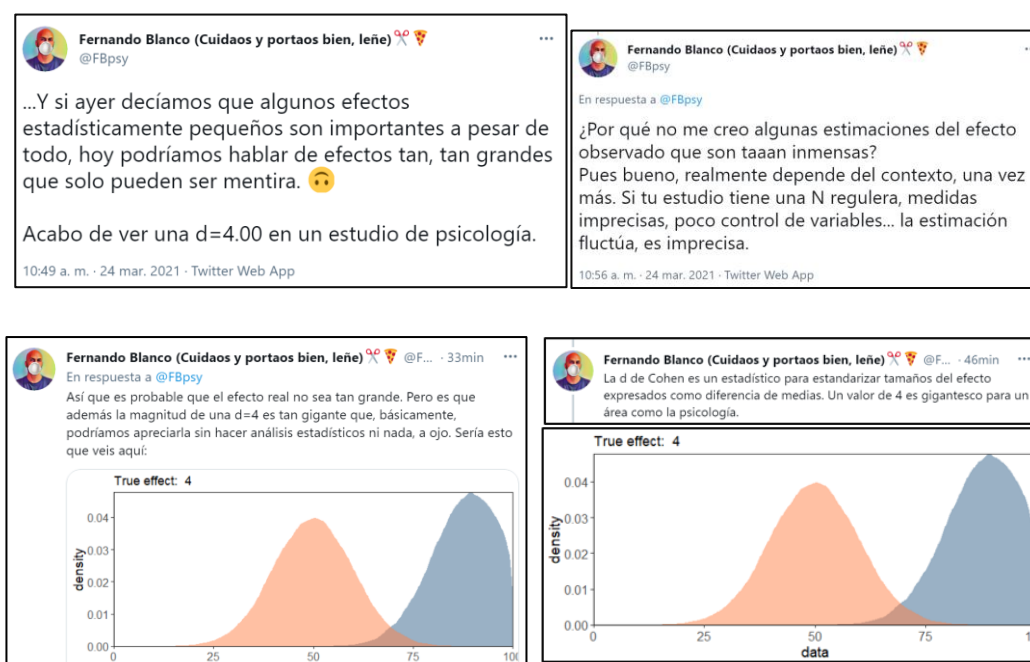 Fernando Blanco (Cuidaos y portaos bien, leñe)✂️🍕
@FBpsy
...Y si ayer decíamos que algunos efectos
estadísticamente pequeños son importantes a pesar de
todo, hoy podríamos hablar de efectos tan, tan grandes
que solo pueden ser mentira. 🙃
Acabo de ver una d=4.00 en un estudio de psicología.
10:49 a. m. · 24 mar. 2021 · Twitter Web App
Fernando Blanco (Cuidaos y portaos bien, leñe)✂️🍕
@FBpsy
En respuesta a @FBpsy
¿Por qué no me creo algunas estimaciones del efecto
observado que son taaan inmensas?
Pues bueno, realmente depende del contexto, una vez
más. Si tu estudio tiene una N regulera, medidas
imprecisas, poco control de variables... la estimación
fluctúa, es imprecisa.
10:56 a. m. · 24 mar. 2021 · Twitter Web App
Fernando Blanco (Cuidaos y portaos bien, leñe)✂️🍕 @F... · 33min
En respuesta a @FBpsy
Así que es probable que el efecto real no sea tan grande. Pero es que
además la magnitud de una d=4 es tan gigante que, básicamente,
podríamos apreciarla sin hacer análisis estadísticos ni nada, a ojo. Sería esto
que veis aquí:
True effect: 4
density
0.04
0.03
0.02
0.01
0.00
0 25 50 75 100
Fernando Blanco (Cuidaos y portaos bien, leñe)✂️🍕 @F... · 46min
La d de Cohen es un estadístico para estandarizar tamaños del efecto
expresados como diferencia de medias. Un valor de 4 es gigantesco para un
área como la psicología.
True effect: 4
density
0.04
0.03
0.02
0.01
0.00
0 25 50 75
data